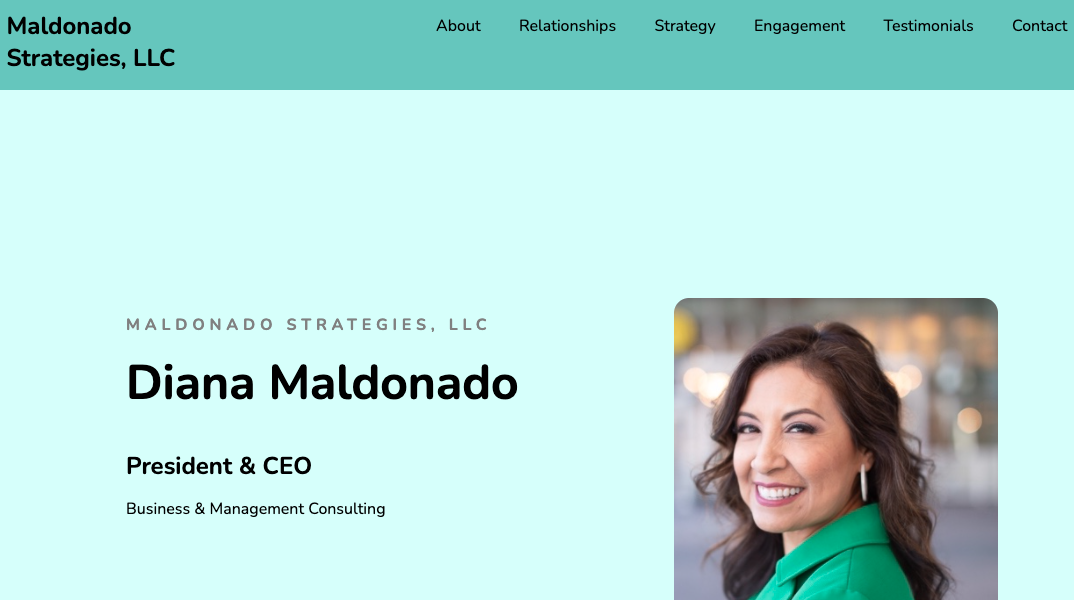 Maldonado
Strategies, LLC
About Relationships Strategy Engagement Testimonials Contact
MALDONADO STRATEGIES, LLC
Diana Maldonado
President & CEO
Business & Management Consulting